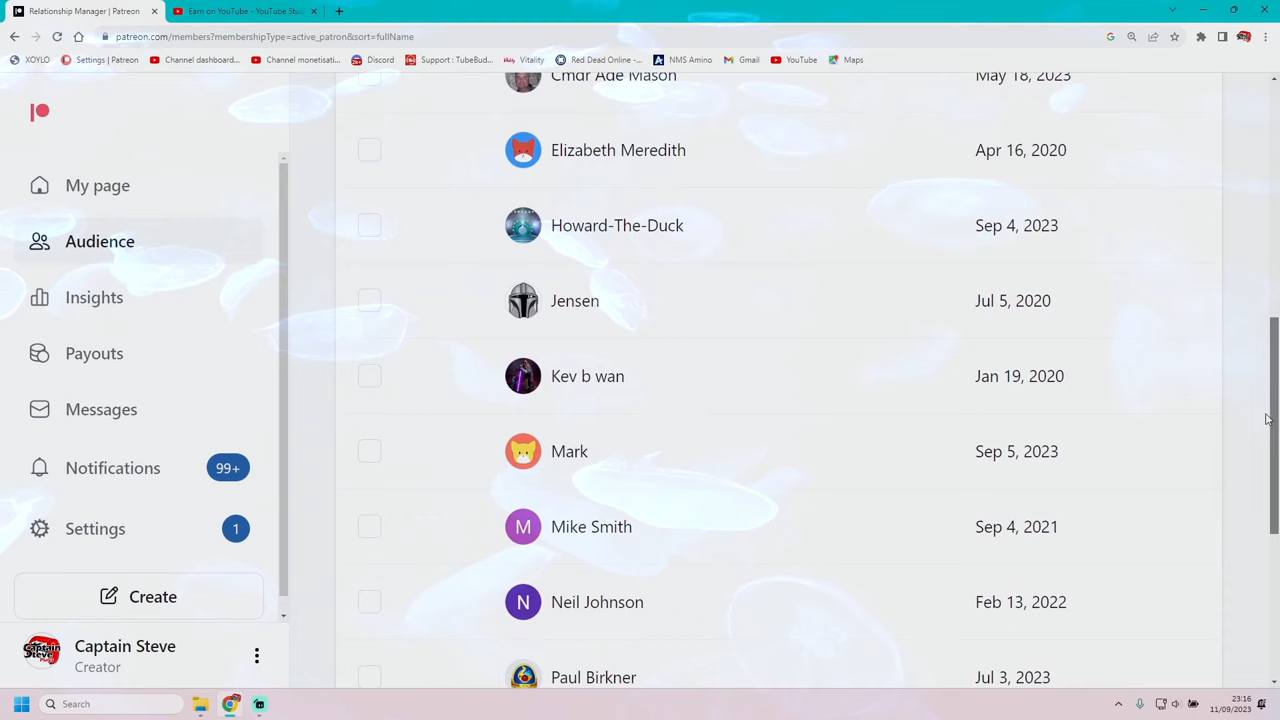 Relationship Manager | Patreon
Earn on YouTube - YouTube Stu
patreon.com/members?membershipType=active_patron&sort=fullName
XOYLO
Settings | Patreon
Channel dashboard...
Channel monetisati...
Discord
Support : TubeBud...
Vitality
Red Dead Online -...
NMS Amino
Gmail
YouTube
Maps
My page
Audience
Insights
Payouts
Messages
Notifications 99+
Settings 1
Create
Captain Steve
Creator
Cmdr Ade Mason May 18, 2023
Elizabeth Meredith Apr 16, 2020
Howard-The-Duck Sep 4, 2023
Jensen Jul 5, 2020
Kev b wan Jan 19, 2020
Mark Sep 5, 2023
M Mike Smith Sep 4, 2021
N Neil Johnson Feb 13, 2022
Paul Birkner Jul 3, 2023
Search
23:16
11/09/2023